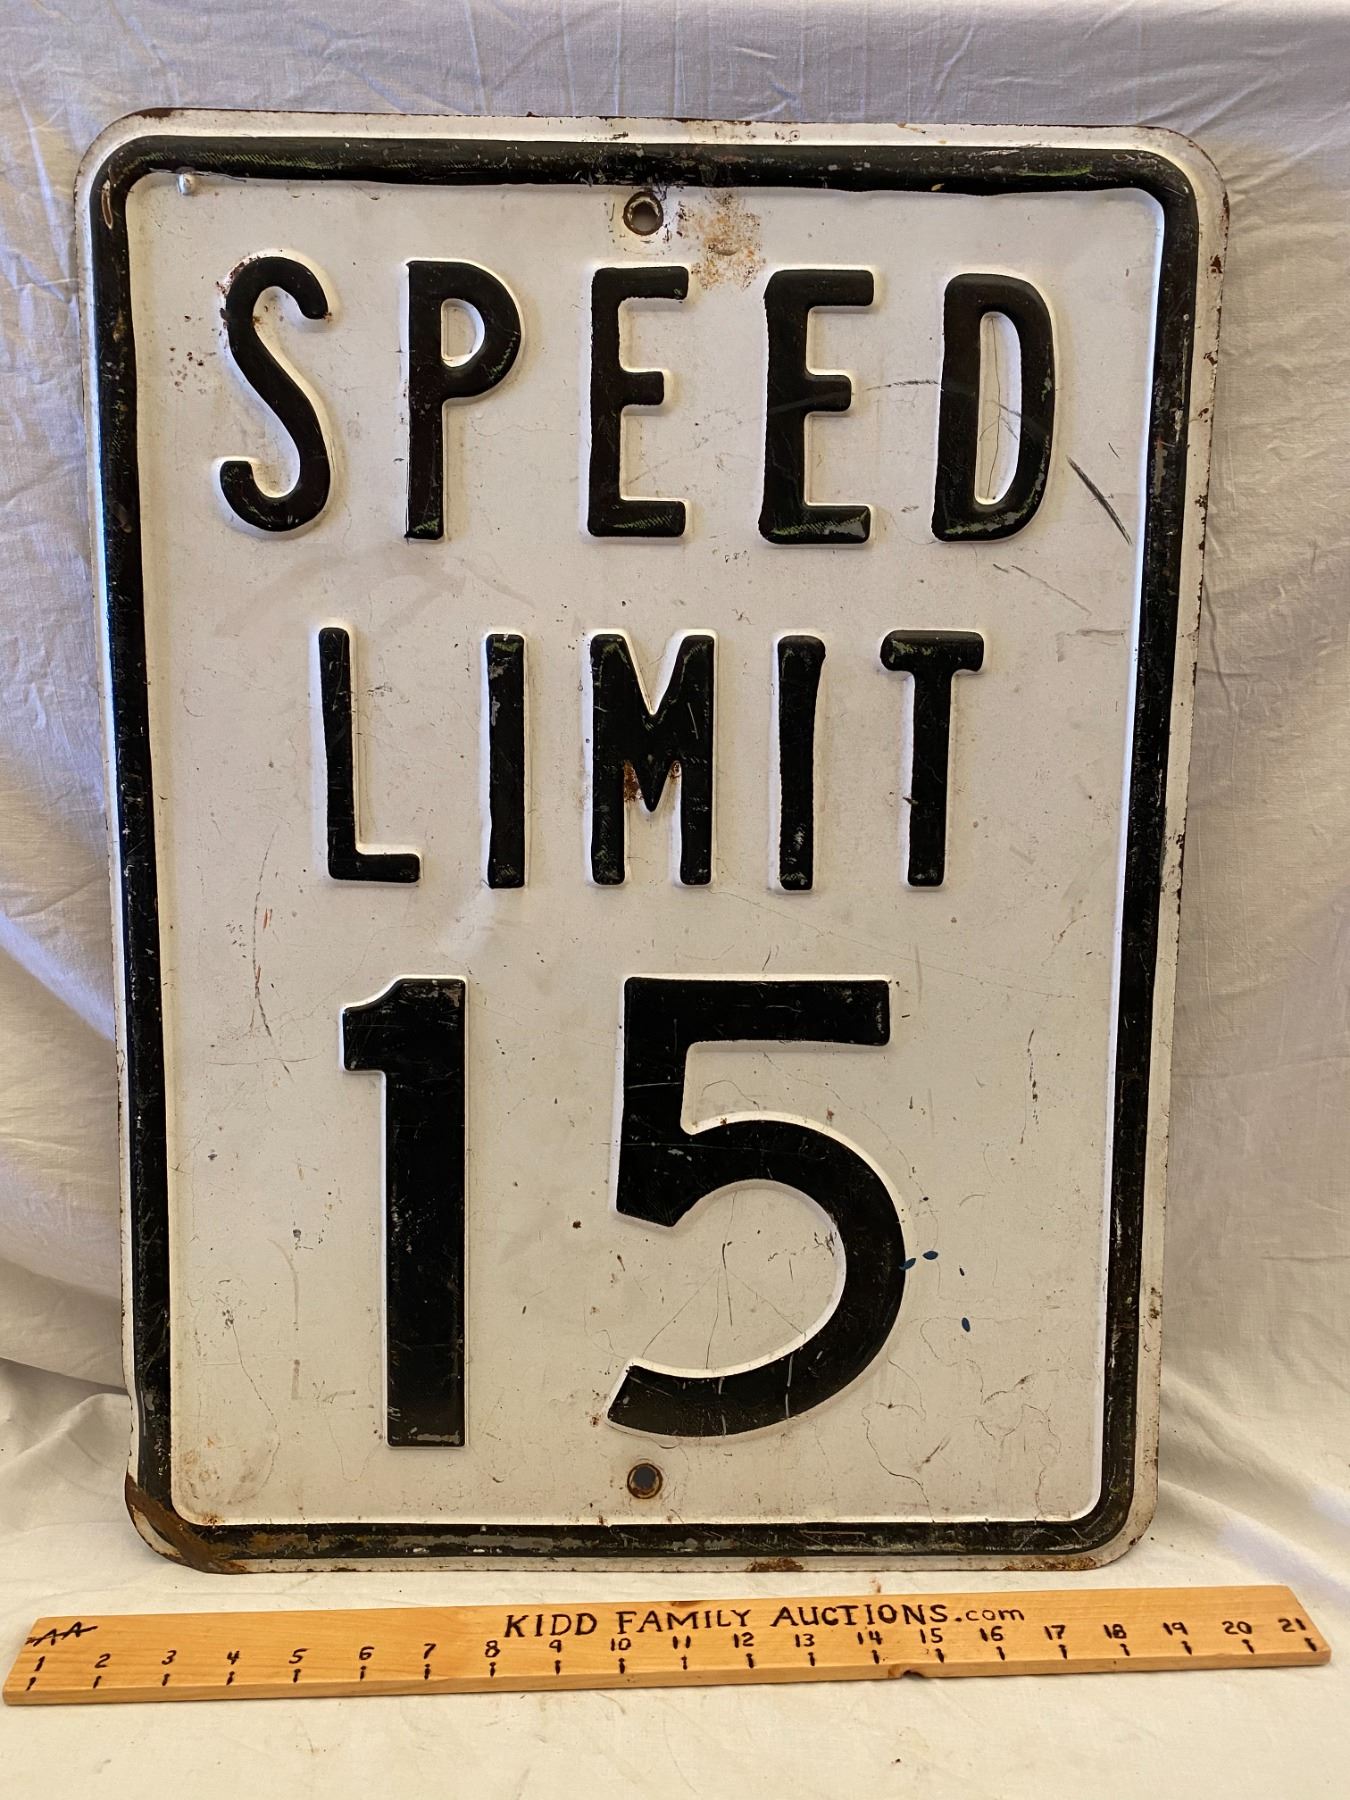 SPEED
LIMIT
15
KIDD FAMILY AUCTIONS.com
1 2 3 4 5 6 7 8 9 10 11 12 13 14 15 16 17 18 19 20 21